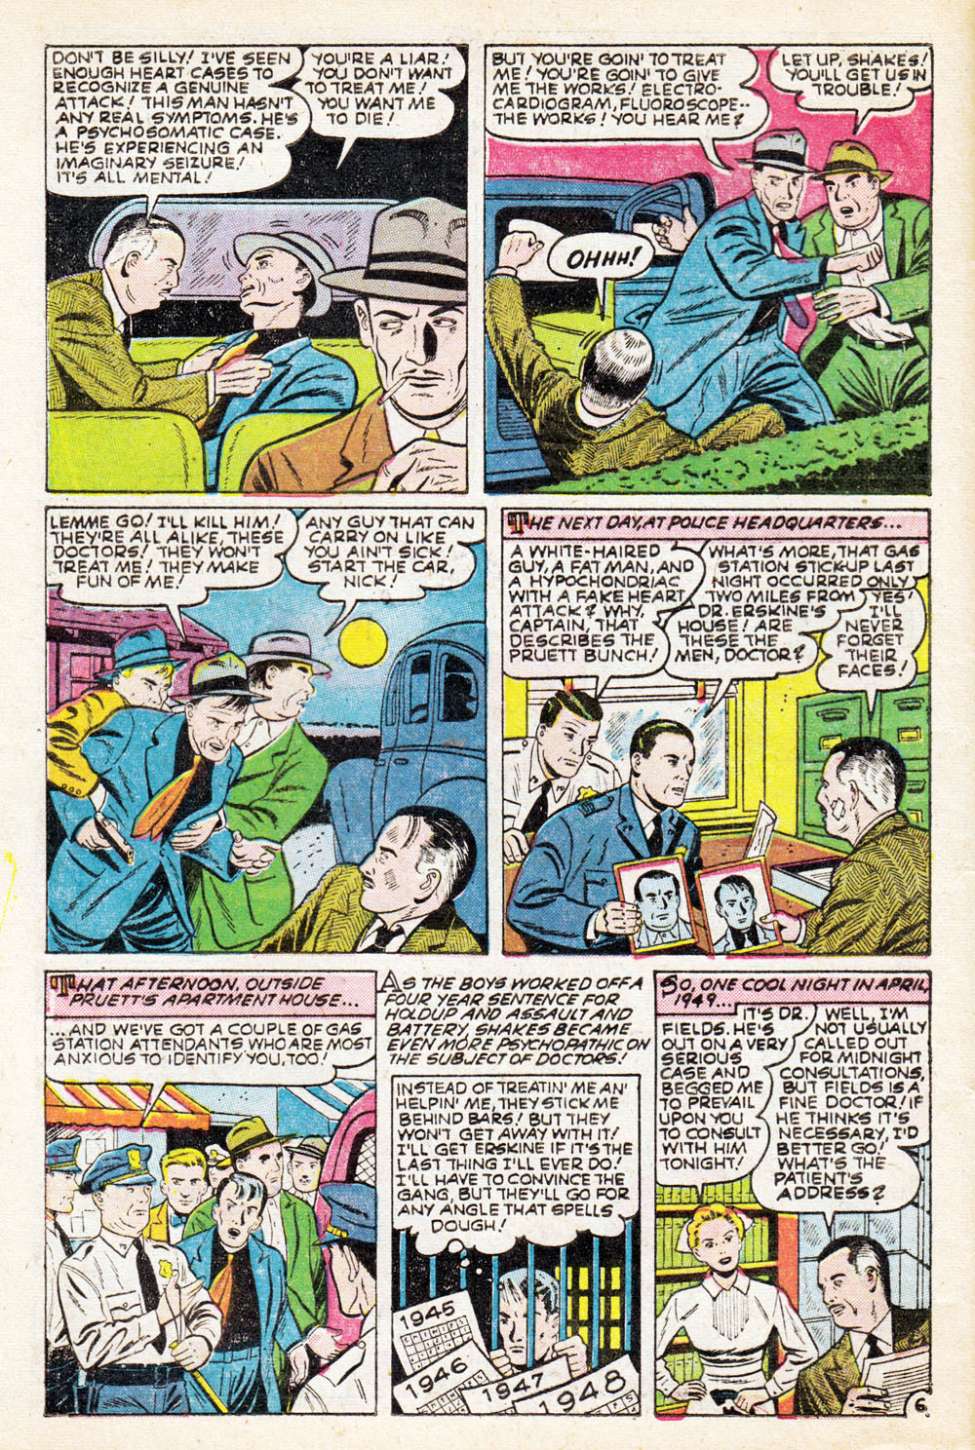 DON'T BE SILLY! I'VE SEEN
ENOUGH HEART CASES TO
RECOGNIZE A GENUINE
ATTACK! THIS MAN HASN'T
ANY REAL SYMPTOMS. HE'S
A PSYCHOSOMATIC CASE.
HE'S EXPERIENCING AN
IMAGINARY SEIZURE!
IT'S ALL MENTAL!
YOU'RE A LIAR!
YOU DON'T WANT
TO TREAT ME!
YOU WANT ME
TO DIE!
BUT YOU'RE GOIN' TO TREAT
ME! YOU'RE GOIN' TO GIVE
ME THE WORKS! ELECTRO-
CARDIOGRAM, FLUOROSCOPE--
THE WORKS! YOU HEAR ME?
LET UP, SHAKES!
YOU'LL GET US IN
TROUBLE!
OHHH!
LEMME GO! I'LL KILL HIM!
THEY'RE ALL ALIKE, THESE
DOCTORS! THEY WON'T
TREAT ME! THEY MAKE
FUN OF ME!
ANY GUY THAT CAN
CARRY ON LIKE
YOU AIN'T SICK!
START THE CAR,
NICK!
THE NEXT DAY, AT POLICE HEADQUARTERS...
A WHITE-HAIRED
GUY, A FAT MAN, AND
A HYPOCHONDRIAC
WITH A FAKE HEART
ATTACK? WHY,
CAPTAIN, THAT
DESCRIBES THE
PRUETT BUNCH!
WHAT'S MORE, THAT GAS
STATION STICK-UP LAST
NIGHT OCCURRED ONLY
TWO MILES FROM
DR. ERSKINE'S
HOUSE! ARE
THESE THE
MEN, DOCTOR?
YES!
I'LL
NEVER
FORGET
THEIR
FACES!
THAT AFTERNOON, OUTSIDE
PRUETT'S APARTMENT HOUSE...
...AND WE'VE GOT A COUPLE OF GAS
STATION ATTENDANTS WHO ARE MOST
ANXIOUS TO IDENTIFY YOU, TOO!
AS THE BOYS WORKED OFF A
FOUR YEAR SENTENCE FOR
HOLDUP AND ASSAULT AND
BATTERY, SHAKES BECAME
EVEN MORE PSYCHOPATHIC ON
THE SUBJECT OF DOCTORS!
INSTEAD OF TREATIN' ME AN'
HELPIN' ME, THEY STICK ME
BEHIND BARS! BUT THEY
WON'T GET AWAY WITH IT!
I'LL GET ERSKINE IF IT'S THE
LAST THING I'LL EVER DO!
I'LL HAVE TO CONVINCE THE
GANG, BUT THEY'LL GO FOR
ANY ANGLE THAT SPELLS
DOUGH!
1945
1946
1947
1948
SO, ONE COOL NIGHT IN APRIL,
1949...
IT'S DR.
FIELDS. HE'S
OUT ON A VERY
SERIOUS
CASE AND
BEGGED ME
TO PREVAIL
UPON YOU
TO CONSULT
WITH HIM
TONIGHT!
WELL, I'M
NOT USUALLY
CALLED OUT
FOR MIDNIGHT
CONSULTATIONS,
BUT FIELDS IS A
FINE DOCTOR! IF
HE THINKS IT'S
NECESSARY, I'D
BETTER GO!
WHAT'S THE
PATIENT'S
ADDRESS?
6